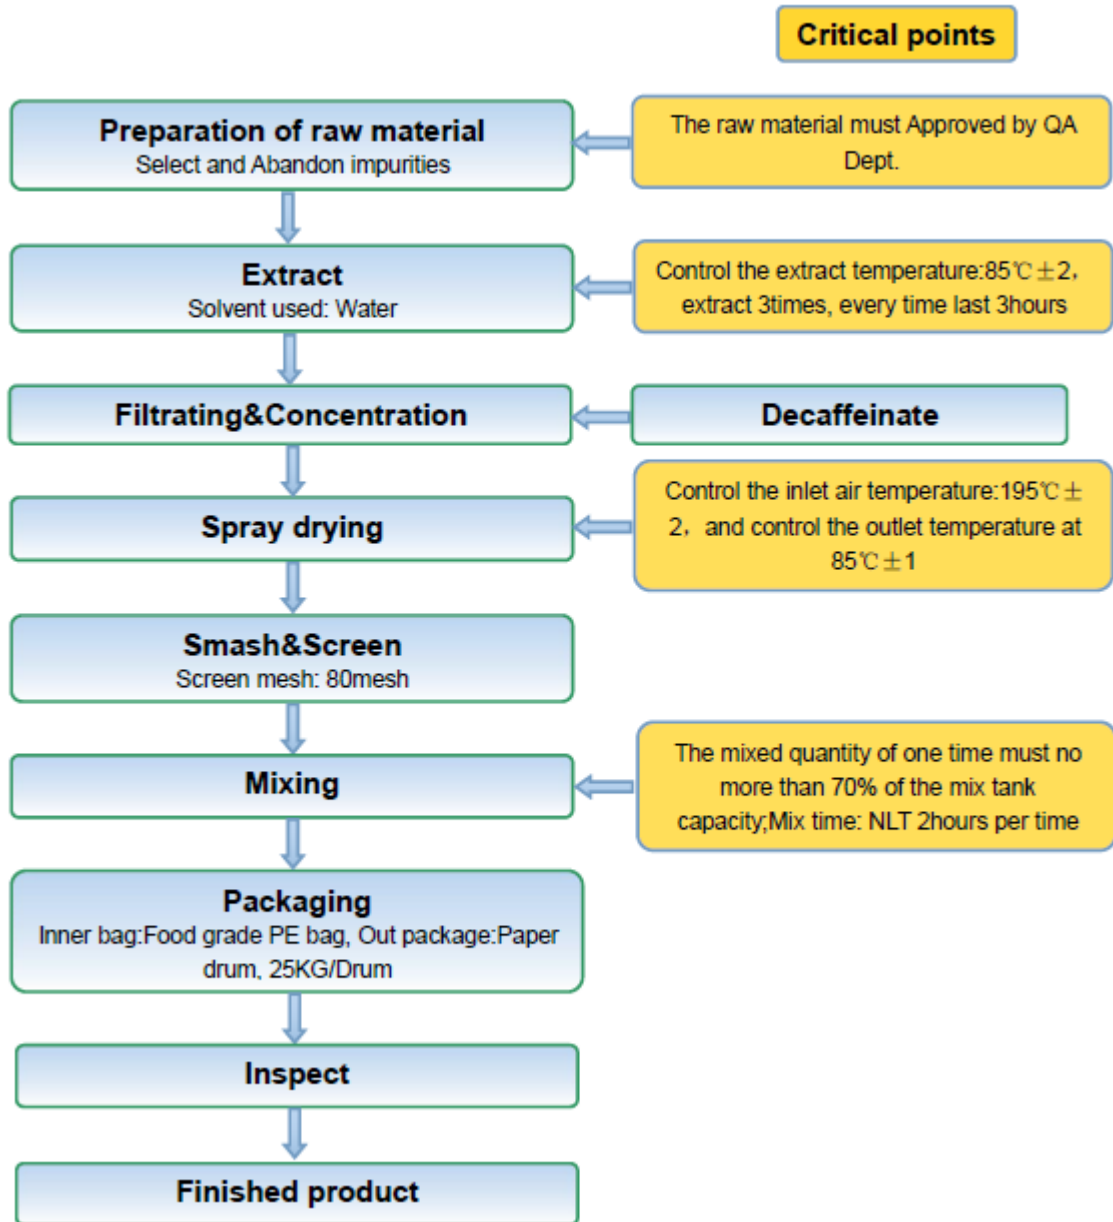 Critical points
Preparation of raw material
Select and Abandon impurities
The raw material must Approved by QA
Dept.
Extract
Solvent used: Water
Control the extract temperature:85℃±2,
extract 3times, every time last 3hours
Filtrating&Concentration
Decaffeinate
Spray drying
Control the inlet air temperature:195℃±
2, and control the outlet temperature at
85℃±1
Smash&Screen
Screen mesh: 80mesh
Mixing
The mixed quantity of one time must no
more than 70% of the mix tank
capacity;Mix time: NLT 2hours per time
Packaging
Inner bag:Food grade PE bag, Out package:Paper
drum, 25KG/Drum
Inspect
Finished product